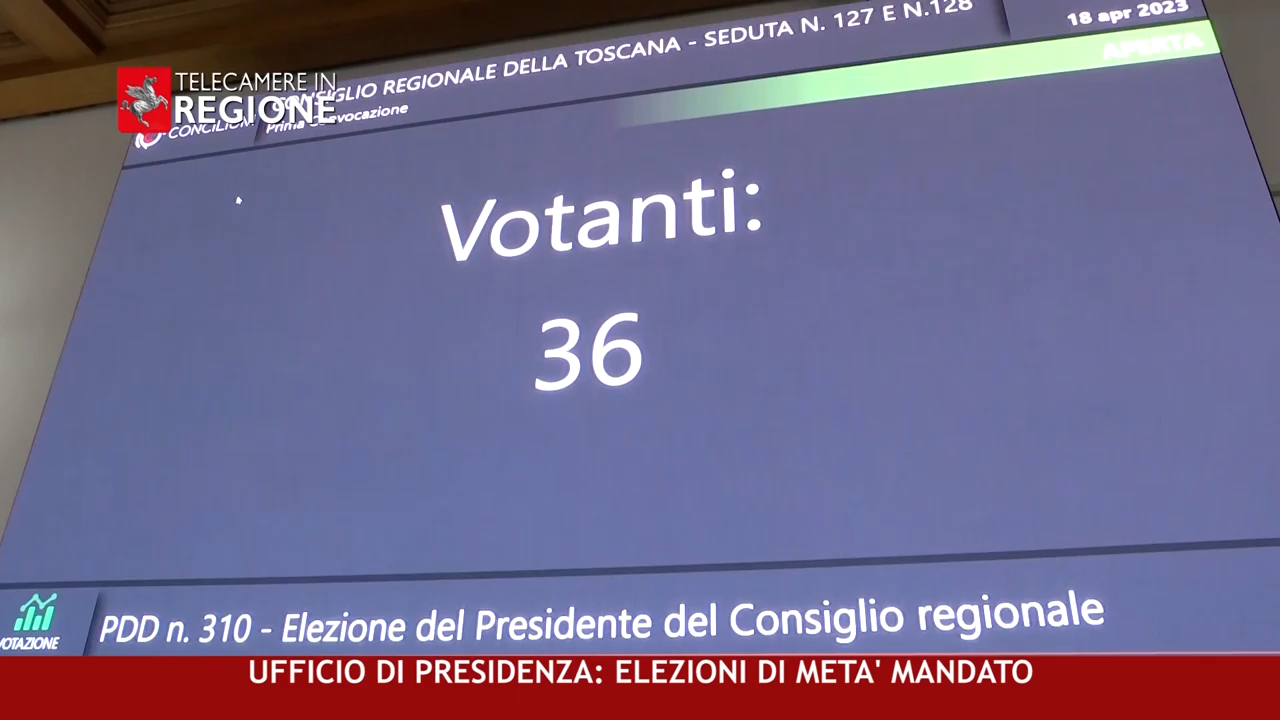 CONSIGLIO REGIONALE DELLA TOSCANA - SEDUTA N. 127 E N.128
18 apr 2023
TELECAMERE IN
REGIONE
CONCILIUM
Prima Convocazione
APERTA
Votanti:
36
VOTAZIONE
PDD n. 310 - Elezione del Presidente del Consiglio regionale
UFFICIO DI PRESIDENZA: ELEZIONI DI META' MANDATO